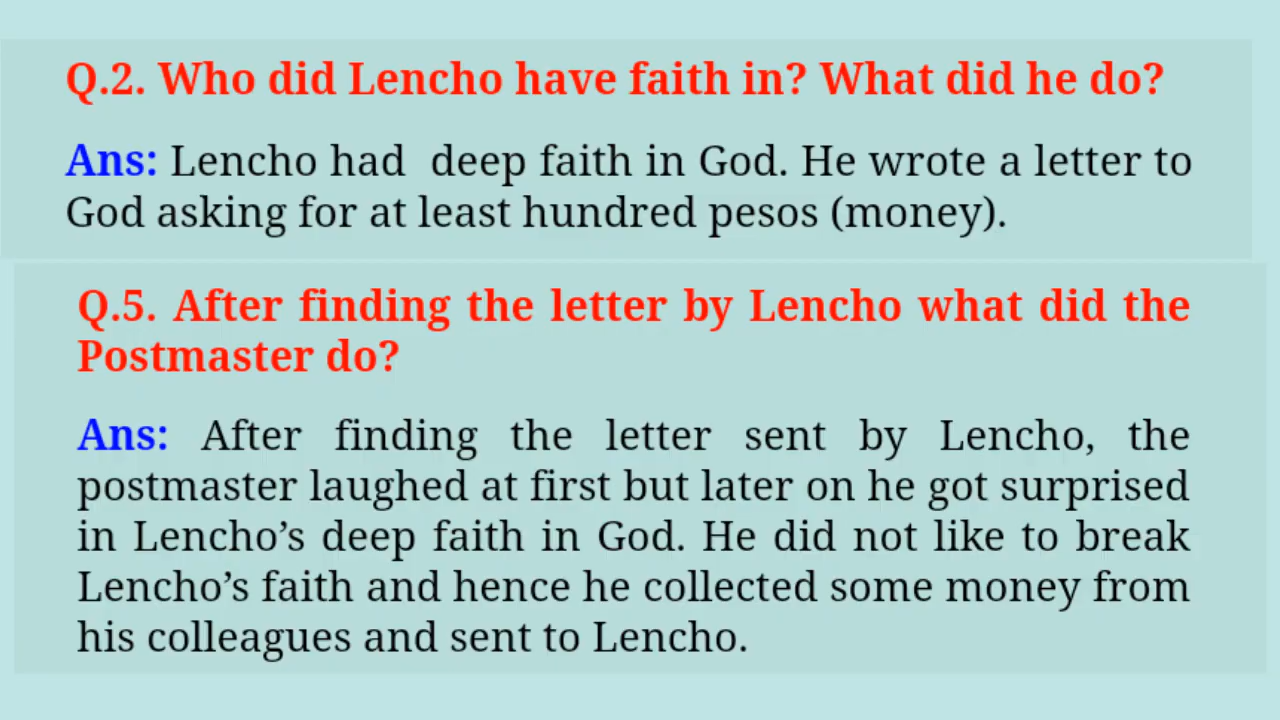 Q.2. Who did Lencho have faith in? What did he do?
Ans: Lencho had  deep faith in God. He wrote a letter to
God asking for at least hundred pesos (money).
Q.5. After finding the letter by Lencho what did the
Postmaster do?
Ans: After finding the letter sent by Lencho, the
postmaster laughed at first but later on he got surprised
in Lencho’s deep faith in God. He did not like to break
Lencho’s faith and hence he collected some money from
his colleagues and sent to Lencho.